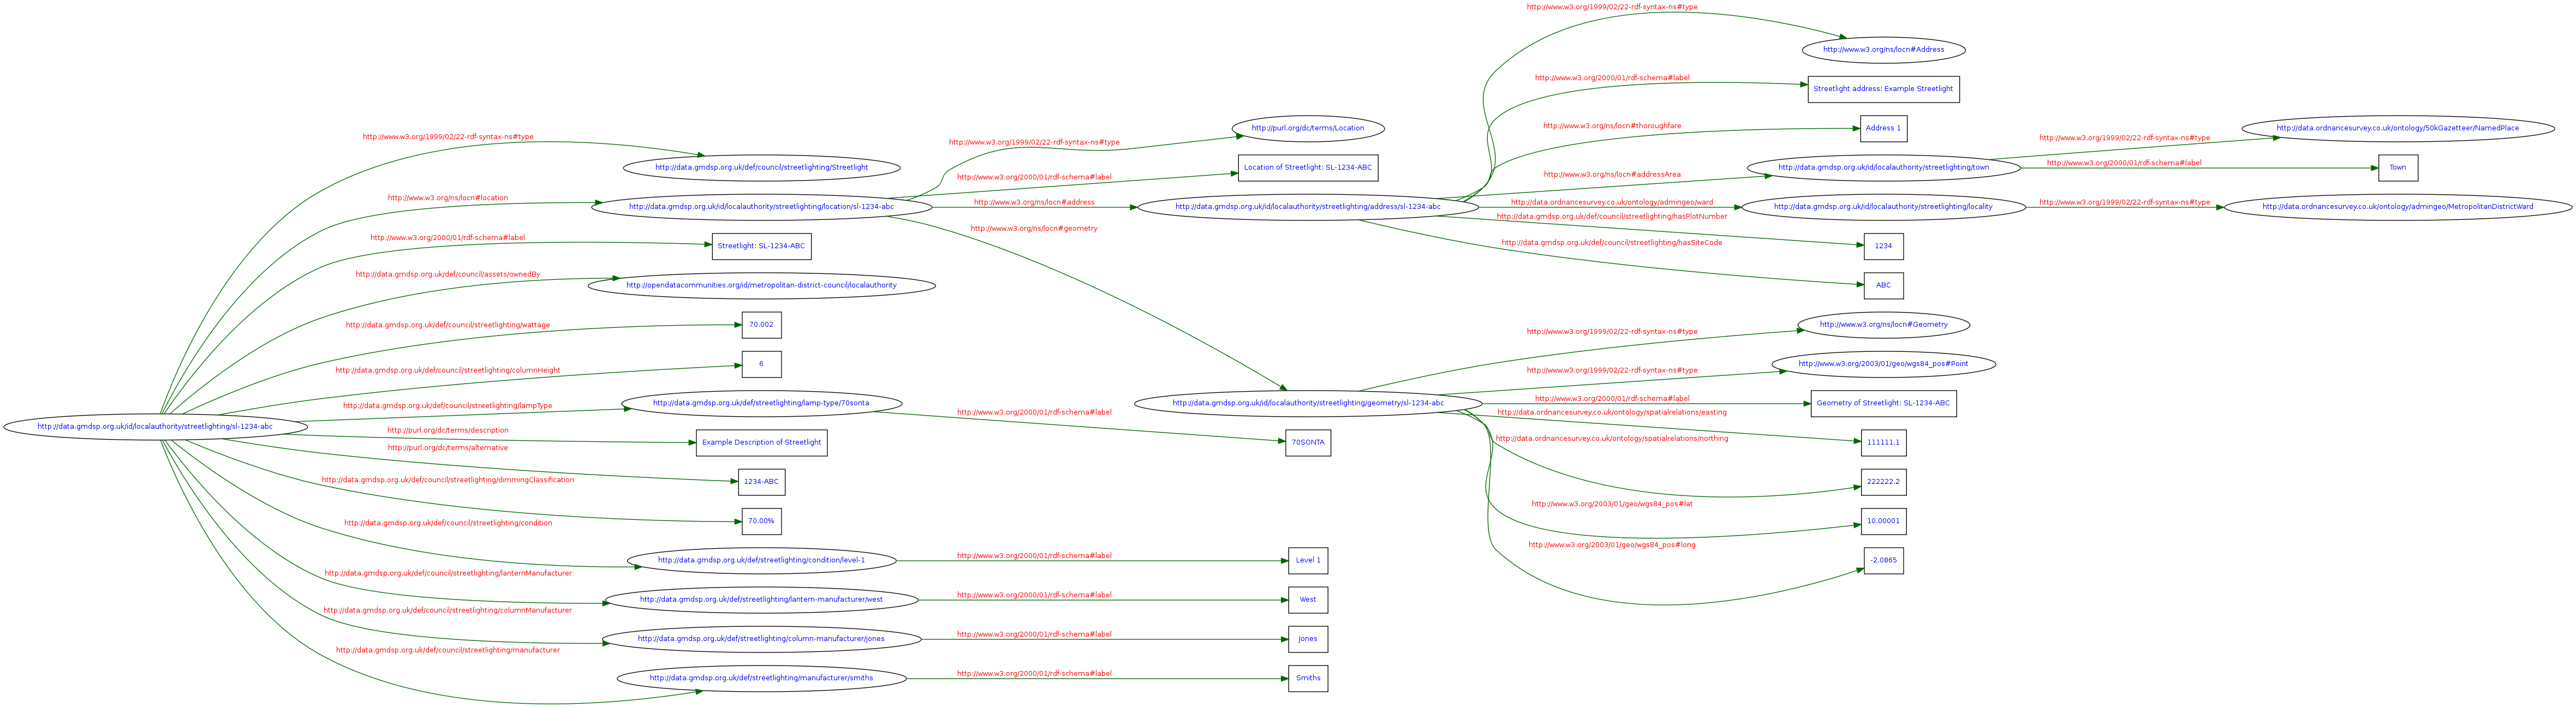 http://data.gmdsp.org.uk/id/localauthority/streetlighting/sl-1234-abc
http://www.w3.org/1999/02/22-rdf-syntax-ns#type
http://data.gmdsp.org.uk/def/council/streetlighting/Streetlight
http://www.w3.org/ns/locn#location
http://data.gmdsp.org.uk/id/localauthority/streetlighting/location/sl-1234-abc
http://www.w3.org/2000/01/rdf-schema#label
Streetlight: SL-1234-ABC
http://data.gmdsp.org.uk/def/council/assets/ownedBy
http://opendatacommunities.org/id/metropolitan-district-council/localauthority
http://data.gmdsp.org.uk/def/council/streetlighting/wattage
70.002
http://data.gmdsp.org.uk/def/council/streetlighting/columnHeight
6
http://data.gmdsp.org.uk/def/council/streetlighting/lampType
http://data.gmdsp.org.uk/def/streetlighting/lamp-type/70sonta
http://purl.org/dc/terms/description
Example Description of Streetlight
http://purl.org/dc/terms/alternative
1234-ABC
http://data.gmdsp.org.uk/def/council/streetlighting/dimmingClassification
70.00%
http://data.gmdsp.org.uk/def/council/streetlighting/condition
http://data.gmdsp.org.uk/def/streetlighting/condition/level-1
http://data.gmdsp.org.uk/def/council/streetlighting/lanternManufacturer
http://data.gmdsp.org.uk/def/streetlighting/lantern-manufacturer/west
http://data.gmdsp.org.uk/def/council/streetlighting/columnManufacturer
http://data.gmdsp.org.uk/def/streetlighting/column-manufacturer/jones
http://data.gmdsp.org.uk/def/council/streetlighting/manufacturer
http://data.gmdsp.org.uk/def/streetlighting/manufacturer/smiths
http://www.w3.org/1999/02/22-rdf-syntax-ns#type
http://purl.org/dc/terms/Location
http://www.w3.org/2000/01/rdf-schema#label
Location of Streetlight: SL-1234-ABC
http://www.w3.org/ns/locn#address
http://data.gmdsp.org.uk/id/localauthority/streetlighting/address/sl-1234-abc
http://www.w3.org/ns/locn#geometry
http://data.gmdsp.org.uk/id/localauthority/streetlighting/geometry/sl-1234-abc
http://www.w3.org/2000/01/rdf-schema#label
70SONTA
http://www.w3.org/2000/01/rdf-schema#label
Level 1
http://www.w3.org/2000/01/rdf-schema#label
West
http://www.w3.org/2000/01/rdf-schema#label
Jones
http://www.w3.org/2000/01/rdf-schema#label
Smiths
http://www.w3.org/1999/02/22-rdf-syntax-ns#type
http://www.w3.org/ns/locn#Address
http://www.w3.org/2000/01/rdf-schema#label
Streetlight address: Example Streetlight
http://www.w3.org/ns/locn#thoroughfare
Address 1
http://www.w3.org/ns/locn#addressArea
http://data.gmdsp.org.uk/id/localauthority/streetlighting/town
http://data.ordnancesurvey.co.uk/ontology/admingeo/ward
http://data.gmdsp.org.uk/id/localauthority/streetlighting/locality
http://data.gmdsp.org.uk/def/council/streetlighting/hasPlotNumber
1234
http://data.gmdsp.org.uk/def/council/streetlighting/hasSiteCode
ABC
http://www.w3.org/1999/02/22-rdf-syntax-ns#type
http://www.w3.org/ns/locn#Geometry
http://www.w3.org/1999/02/22-rdf-syntax-ns#type
http://www.w3.org/2003/01/geo/wgs84_pos#Point
http://www.w3.org/2000/01/rdf-schema#label
Geometry of Streetlight: SL-1234-ABC
http://data.ordnancesurvey.co.uk/ontology/spatialrelations/easting
111111.1
http://data.ordnancesurvey.co.uk/ontology/spatialrelations/northing
222222.2
http://www.w3.org/2003/01/geo/wgs84_pos#lat
10.00001
http://www.w3.org/2003/01/geo/wgs84_pos#long
-2.0865
http://www.w3.org/1999/02/22-rdf-syntax-ns#type
http://data.ordnancesurvey.co.uk/ontology/50kGazetteer/NamedPlace
http://www.w3.org/2000/01/rdf-schema#label
Town
http://www.w3.org/1999/02/22-rdf-syntax-ns#type
http://data.ordnancesurvey.co.uk/ontology/admingeo/MetropolitanDistrictWard